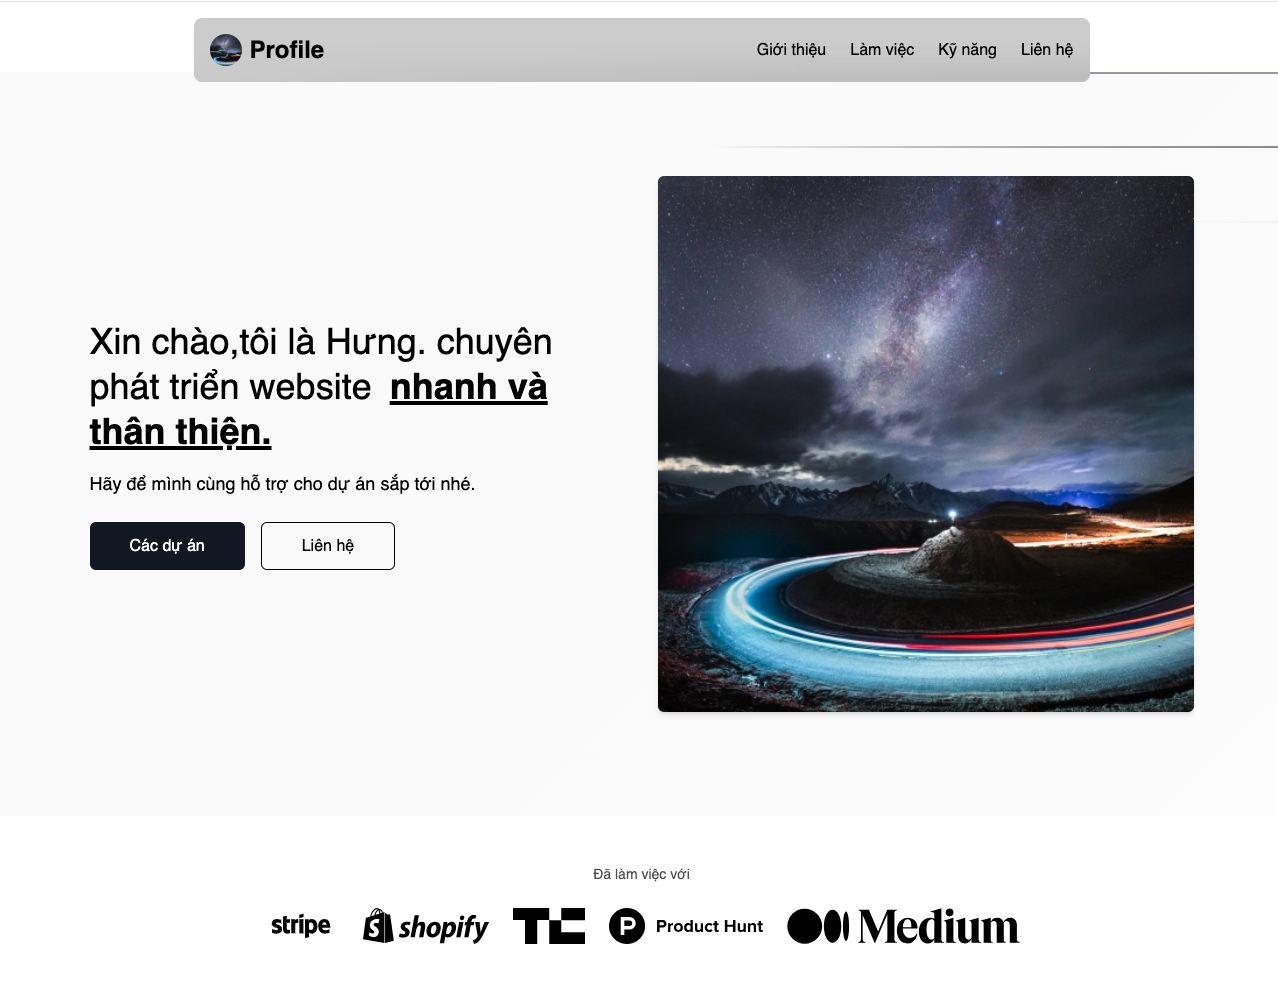 Profile
Giới thiệu Làm việc Kỹ năng Liên hệ
Xin chào,tôi là Hưng. chuyên
phát triển website nhanh và
thân thiện.
Hãy để mình cùng hỗ trợ cho dự án sắp tới nhé.
Các dự án Liên hệ
Đã làm việc với
stripe shopify TC P Product Hunt Medium